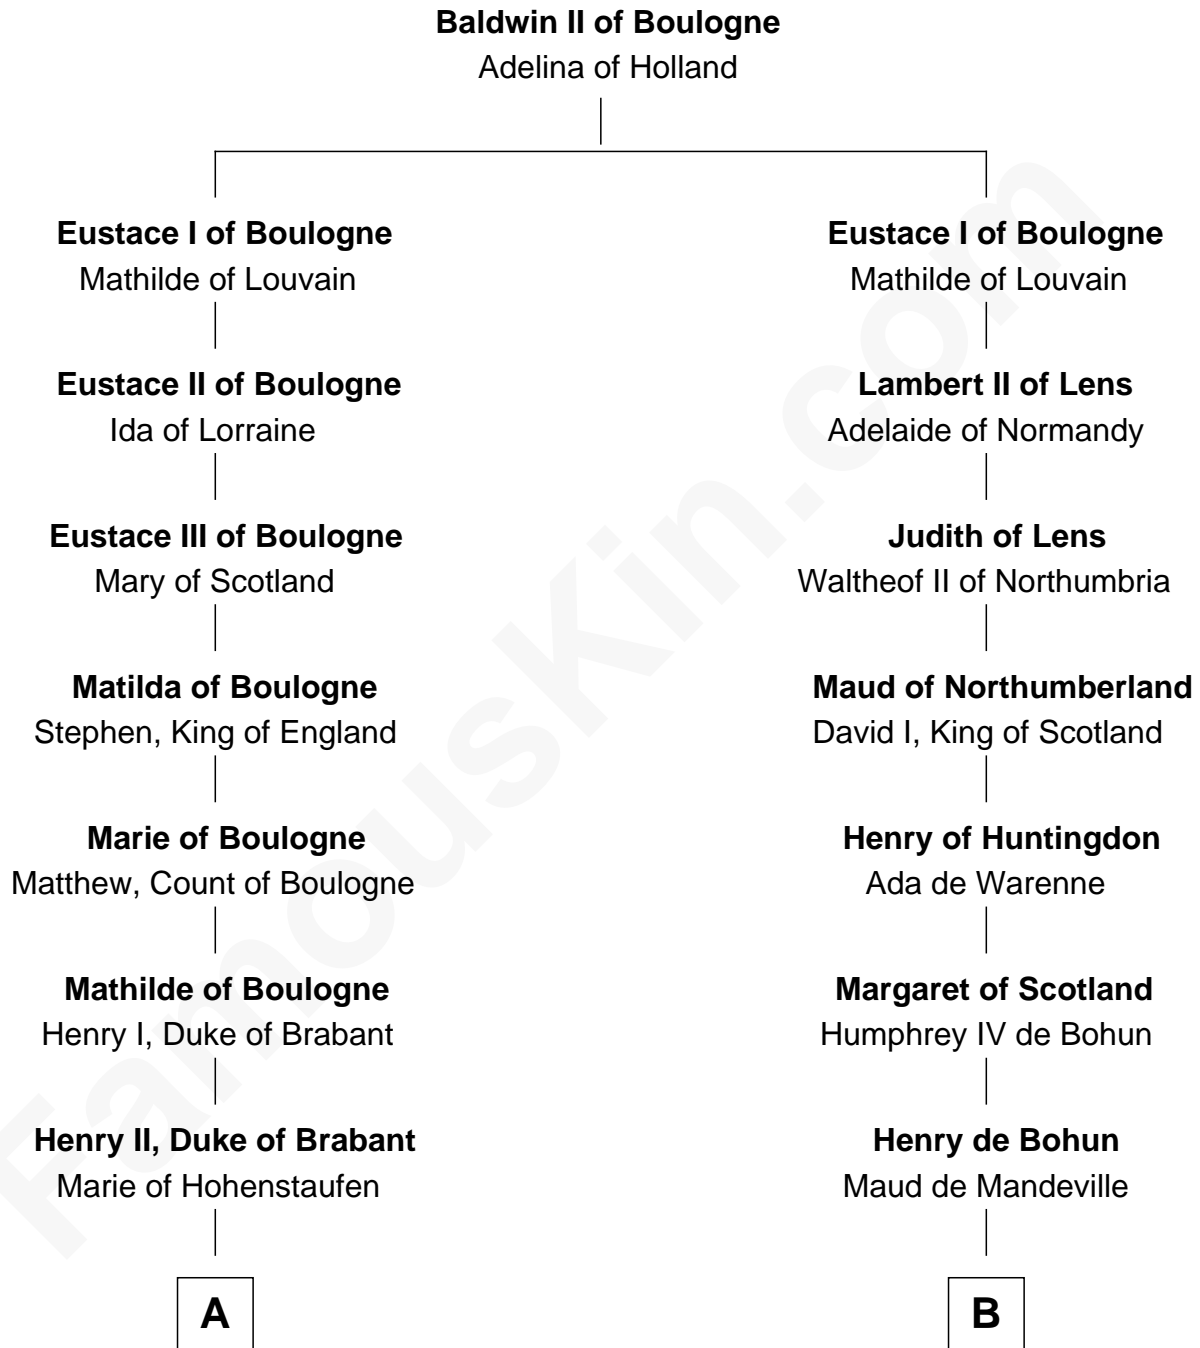 Baldwin II of Boulogne
Adelina of Holland
Eustace I of Boulogne
Mathilde of Louvain
Eustace I of Boulogne
Mathilde of Louvain
Eustace II of Boulogne
Ida of Lorraine
Lambert II of Lens
Adelaide of Normandy
Eustace III of Boulogne
Mary of Scotland
Judith of Lens
Waltheof II of Northumbria
Matilda of Boulogne
Stephen, King of England
Maud of Northumberland
David I, King of Scotland
Marie of Boulogne
Matthew, Count of Boulogne
Henry of Huntingdon
Ada de Warenne
Mathilde of Boulogne
Henry I, Duke of Brabant
Margaret of Scotland
Humphrey IV de Bohun
Henry II, Duke of Brabant
Marie of Hohenstaufen
Henry de Bohun
Maud de Mandeville
A
B
FamousKin.com